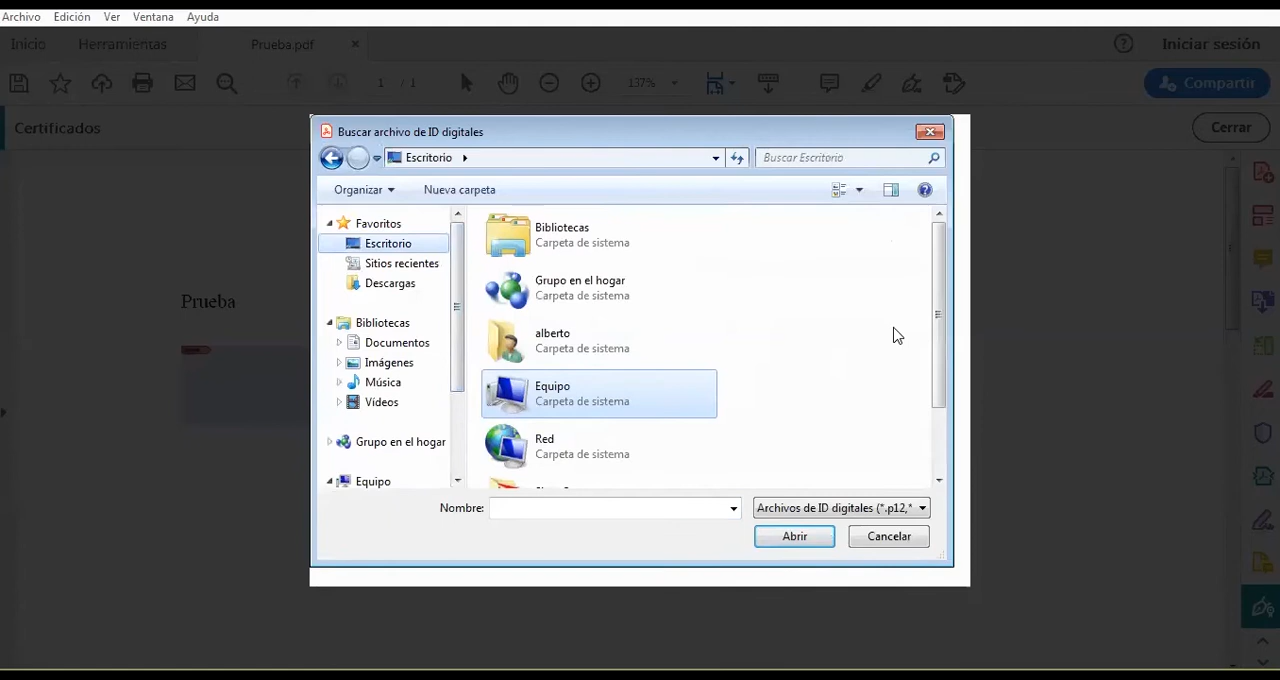 Archivo Edición Ver Ventana Ayuda
Inicio Herramientas Prueba.pdf Iniciar sesión
1 / 1 137% Compartir
Certificados Cerrar
Buscar archivo de ID digitales
Escritorio Buscar Escritorio
Organizar Nueva carpeta
Favoritos
Escritorio
Sitios recientes
Descargas
Bibliotecas
Documentos
Imágenes
Música
Vídeos
Grupo en el hogar
Equipo
Bibliotecas
Carpeta de sistema
Grupo en el hogar
Carpeta de sistema
alberto
Carpeta de sistema
Equipo
Carpeta de sistema
Red
Carpeta de sistema
Nombre: Archivos de ID digitales (*.p12,*
Abrir Cancelar
Prueba